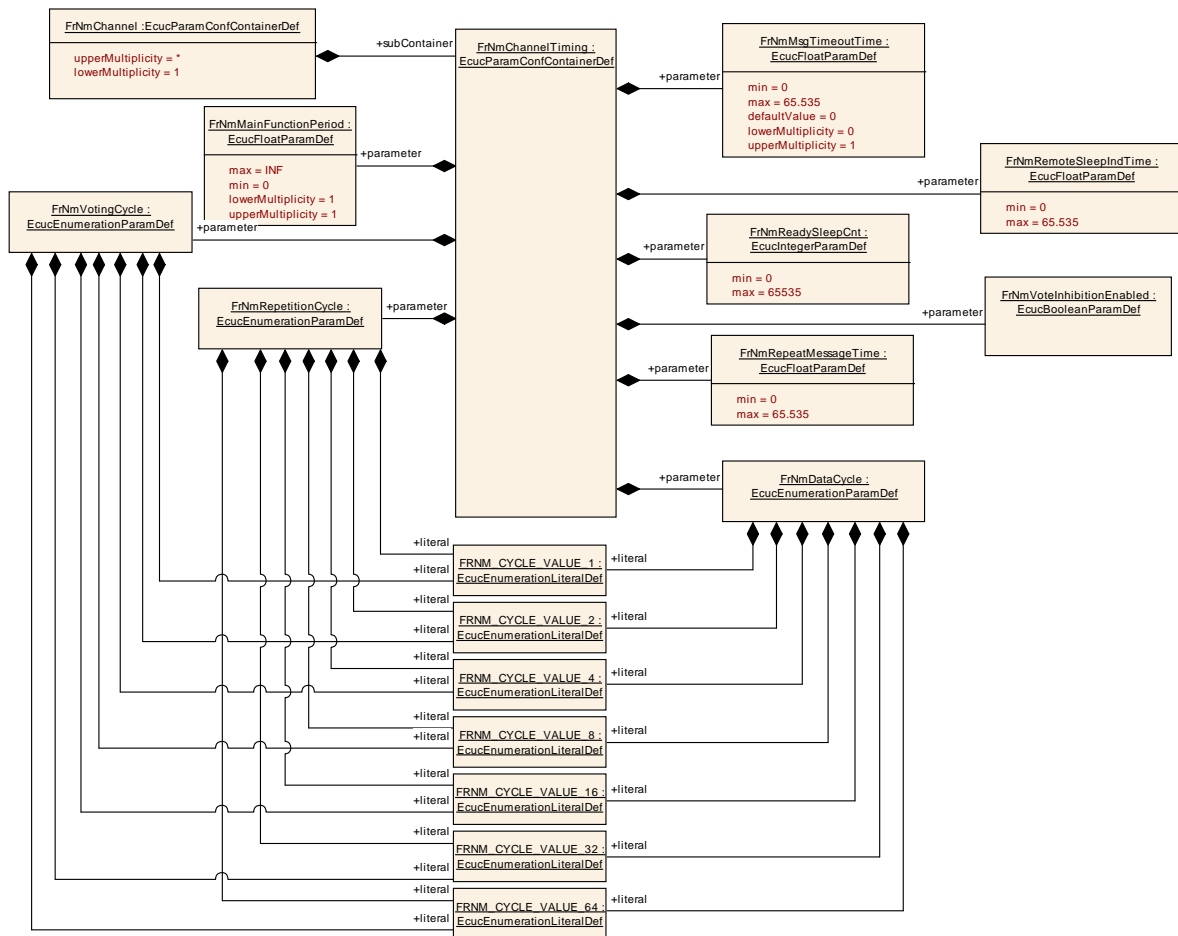 FrNmChannel :EcucParamConfContainerDef
upperMultiplicity = *
lowerMultiplicity = 1
+subContainer
FrNmChannelTiming :
EcucParamConfContainerDef
FrNmMsgTimeoutTime :
EcucFloatParamDef
min = 0
max = 65.535
defaultValue = 0
lowerMultiplicity = 0
upperMultiplicity = 1
+parameter
FrNmMainFunctionPeriod :
EcucFloatParamDef
max = INF
min = 0
lowerMultiplicity = 1
upperMultiplicity = 1
+parameter
FrNmRemoteSleepIndTime :
EcucFloatParamDef
min = 0
max = 65.535
+parameter
FrNmVotingCycle :
EcucEnumerationParamDef
+parameter
FrNmReadySleepCnt :
EcucIntegerParamDef
min = 0
max = 65535
+parameter
FrNmVoteInhibitionEnabled :
EcucBooleanParamDef
+parameter
FrNmRepetitionCycle :
EcucEnumerationParamDef
+parameter
FrNmRepeatMessageTime :
EcucFloatParamDef
min = 0
max = 65.535
+parameter
FrNmDataCycle :
EcucEnumerationParamDef
+parameter
+literal
+literal
FRNM_CYCLE_VALUE_1 :
EcucEnumerationLiteralDef
+literal
+literal
+literal
FRNM_CYCLE_VALUE_2 :
EcucEnumerationLiteralDef
+literal
+literal
+literal
FRNM_CYCLE_VALUE_4 :
EcucEnumerationLiteralDef
+literal
+literal
+literal
FRNM_CYCLE_VALUE_8 :
EcucEnumerationLiteralDef
+literal
+literal
+literal
FRNM_CYCLE_VALUE_16 :
EcucEnumerationLiteralDef
+literal
+literal
+literal
FRNM_CYCLE_VALUE_32 :
EcucEnumerationLiteralDef
+literal
+literal
+literal
FRNM_CYCLE_VALUE_64 :
EcucEnumerationLiteralDef
+literal